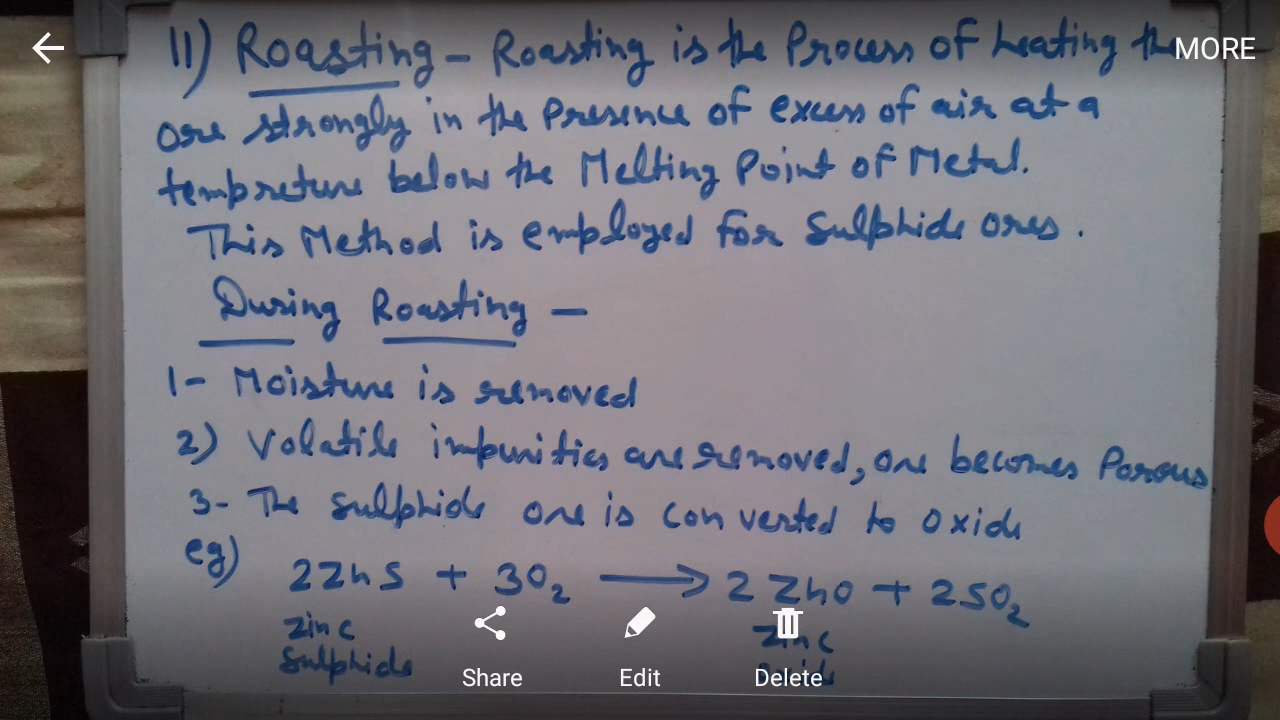 MORE
11) Roasting - Roasting is the Process of heating the
ore strongly in the Presence of excess of air at a
tempreture below the Melting Point of Metal.
This Method is employed for Sulphide ores.
During Roasting -
1- Moisture is removed
2) Volatile impurities are removed, ore becomes Porous
3- The Sulphide ore is converted to oxide
eg) 2ZnS + 3O₂ ⟶ 2ZnO + 2SO₂
Zinc Zinc
Sulphide oxide
Share Edit Delete